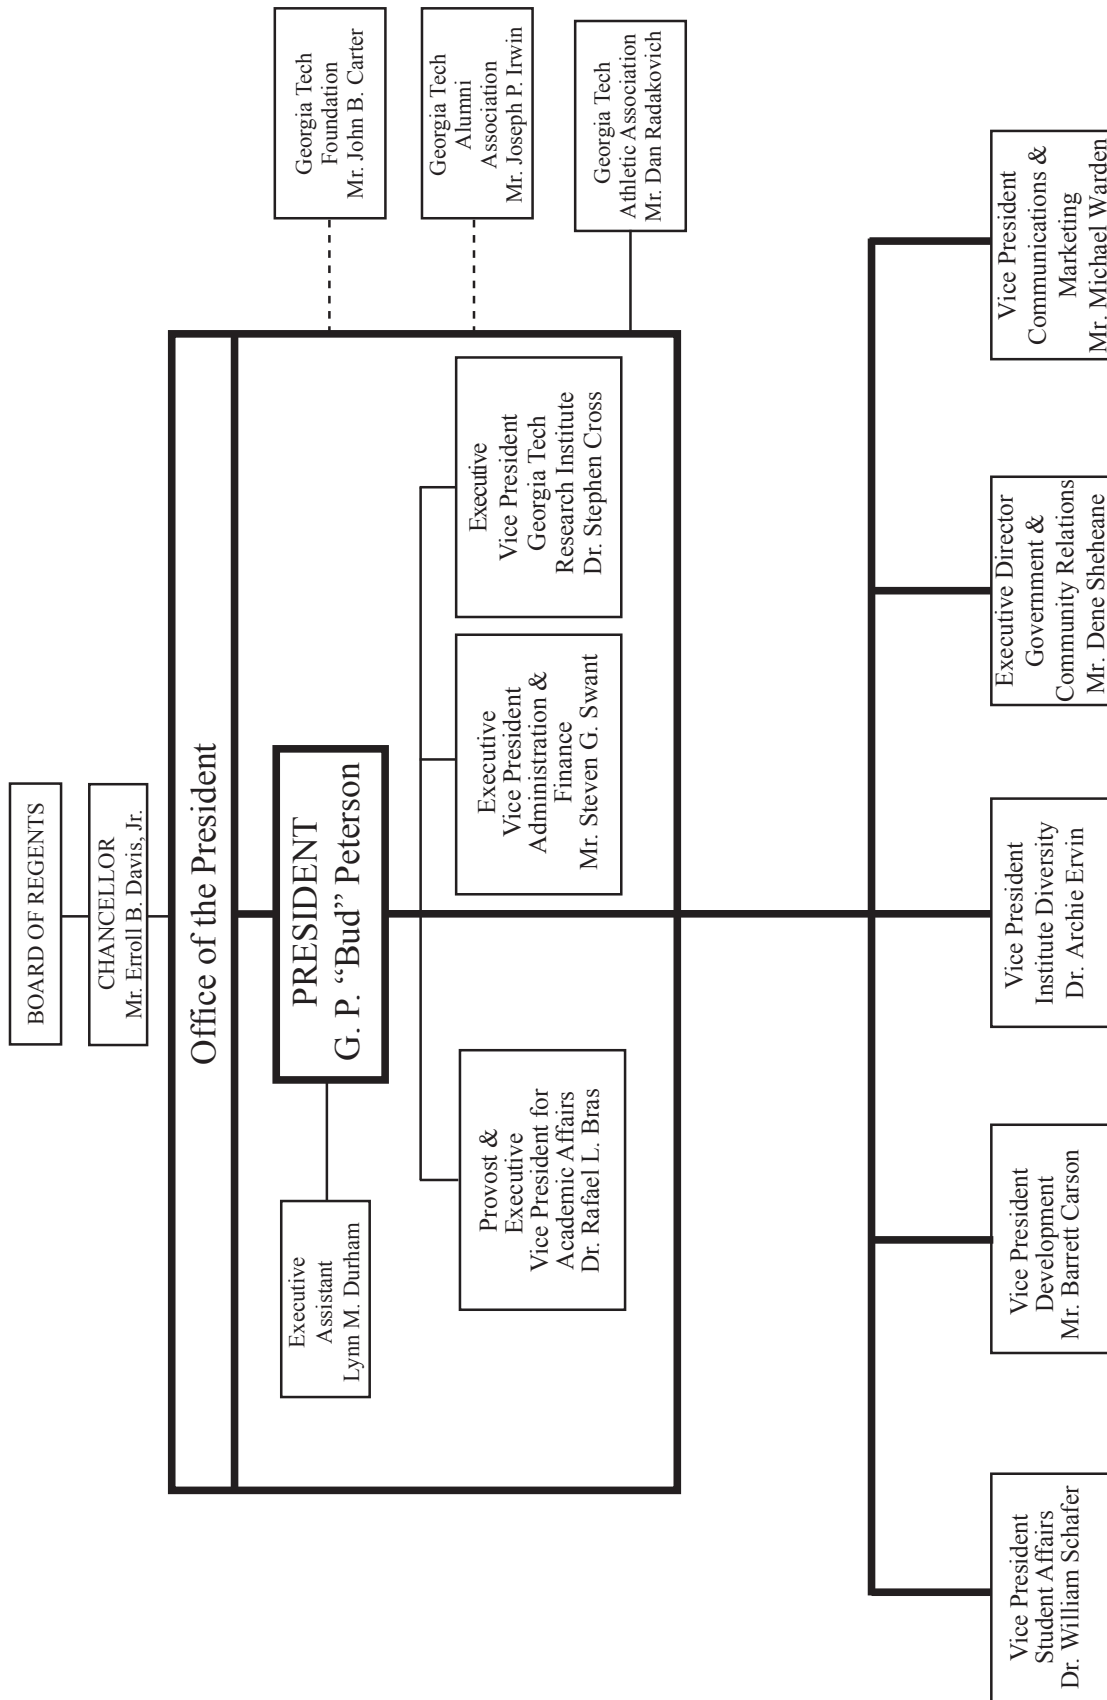 BOARD OF REGENTS
CHANCELLOR
Mr. Erroll B. Davis, Jr.
Office of the President
Georgia Tech
Foundation
Mr. John B. Carter
Georgia Tech
Alumni
Association
Mr. Joseph P. Irwin
Georgia Tech
Athletic Association
Mr. Dan Radakovich
PRESIDENT
G. P. “Bud” Peterson
Executive
Assistant
Lynn M. Durham
Provost &
Executive
Vice President for
Academic Affairs
Dr. Rafael L. Bras
Executive
Vice President
Administration &
Finance
Mr. Steven G. Swant
Executive
Vice President
Georgia Tech
Research Institute
Dr. Stephen Cross
Vice President
Student Affairs
Dr. William Schafer
Vice President
Development
Mr. Barrett Carson
Vice President
Institute Diversity
Dr. Archie Ervin
Executive Director
Government &
Community Relations
Mr. Dene Sheheane
Vice President
Communications &
Marketing
Mr. Michael Warden